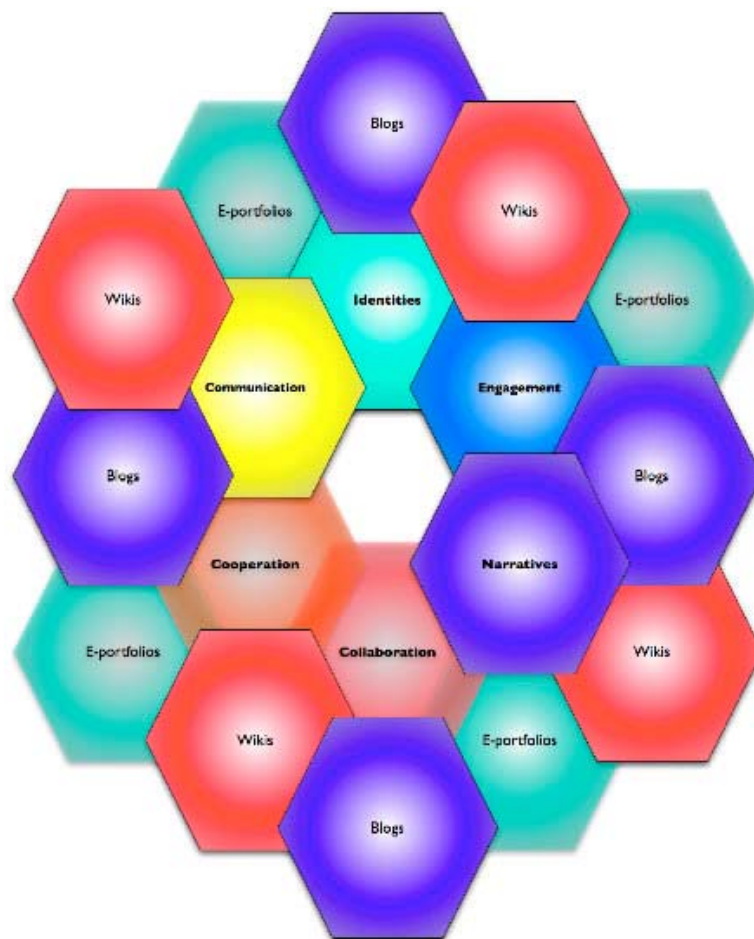 Blogs
E-portfolios
Wikis
Wikis
Identities
E-portfolios
Communication
Engagement
Blogs
Blogs
Cooperation
Narratives
E-portfolios
Collaboration
Wikis
Wikis
E-portfolios
Blogs